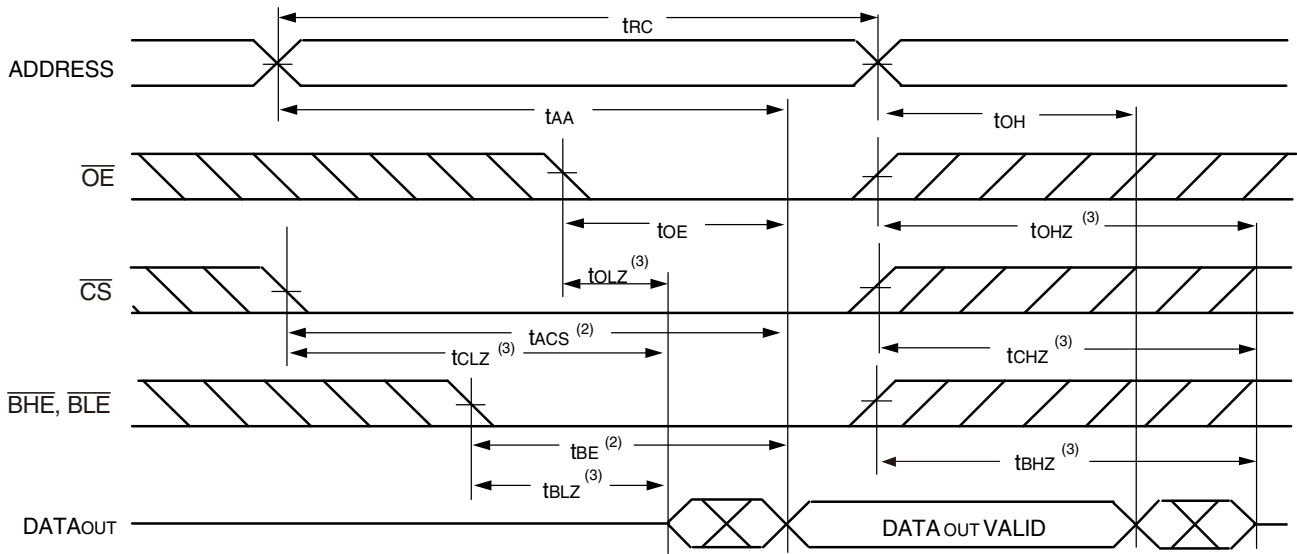 tRC
ADDRESS
tAA
tOH
OE
tOE
tOHZ (3)
tOLZ (3)
CS
tACS (2)
tCLZ (3)
tCHZ (3)
BHE, BLE
tBE (2)
tBHZ (3)
tBLZ (3)
DATAOUT
DATA OUT VALID